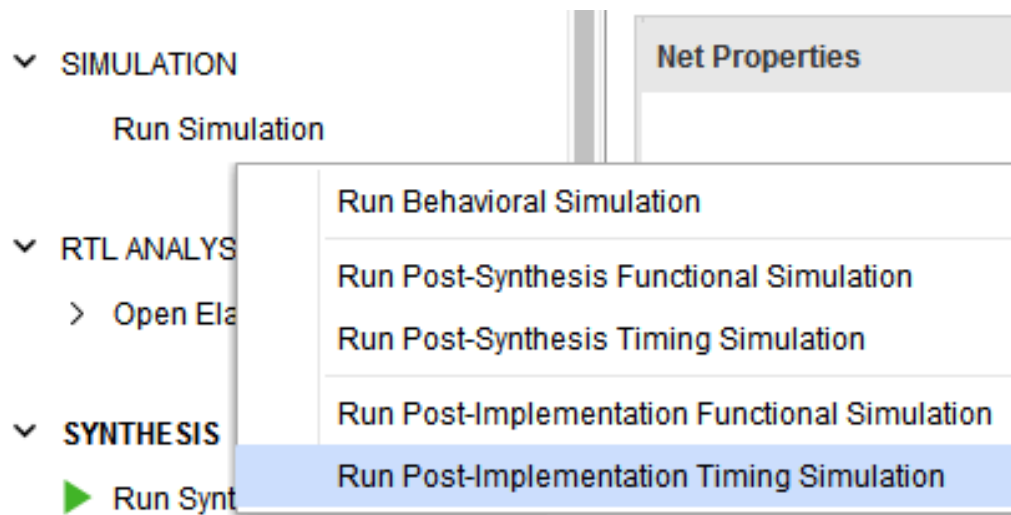 SIMULATION
Net Properties
Run Simulation
Run Behavioral Simulation
RTL ANALYS
Run Post-Synthesis Functional Simulation
Open Ela
Run Post-Synthesis Timing Simulation
Run Post-Implementation Functional Simulation
SYNTHESIS
Run Post-Implementation Timing Simulation
Run Synt